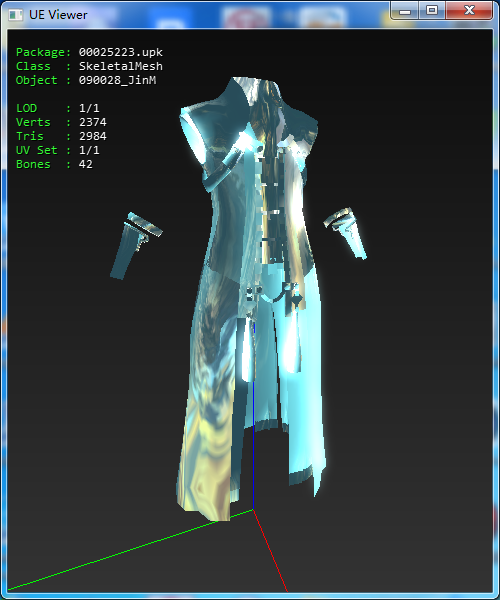 UE Viewer
Package: 00025223.upk
Class : SkeletalMesh
Object : 090028_JinM
LOD : 1/1
Verts : 2374
Tris : 2984
UV Set : 1/1
Bones : 42